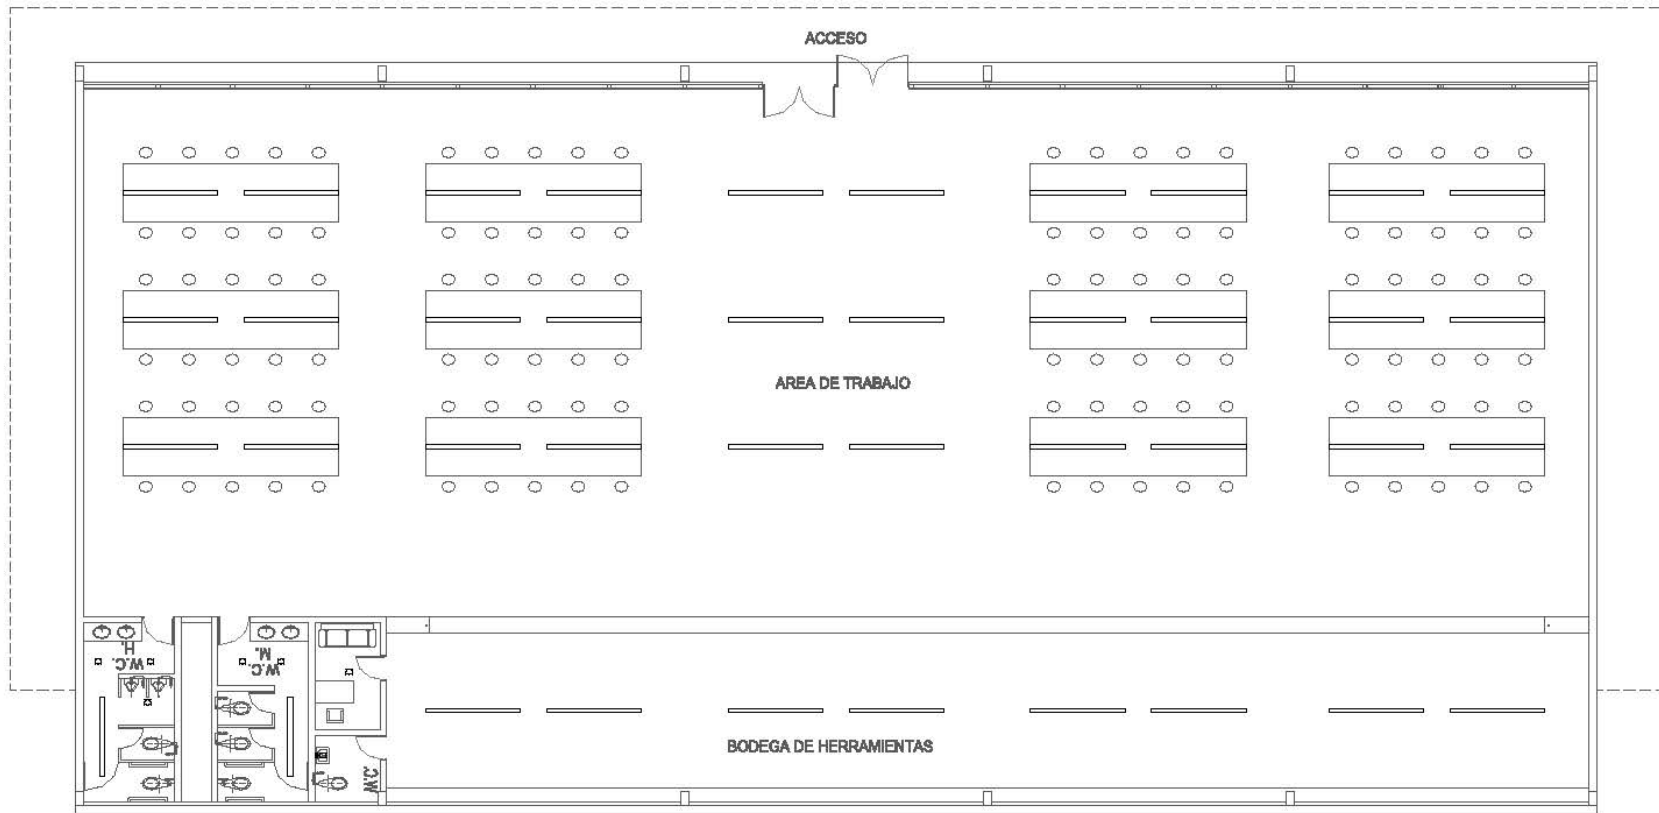 ACCESO
AREA DE TRABAJO
W.C.
H.
W.C.
M.
BODEGA DE HERRAMIENTAS
W.C.